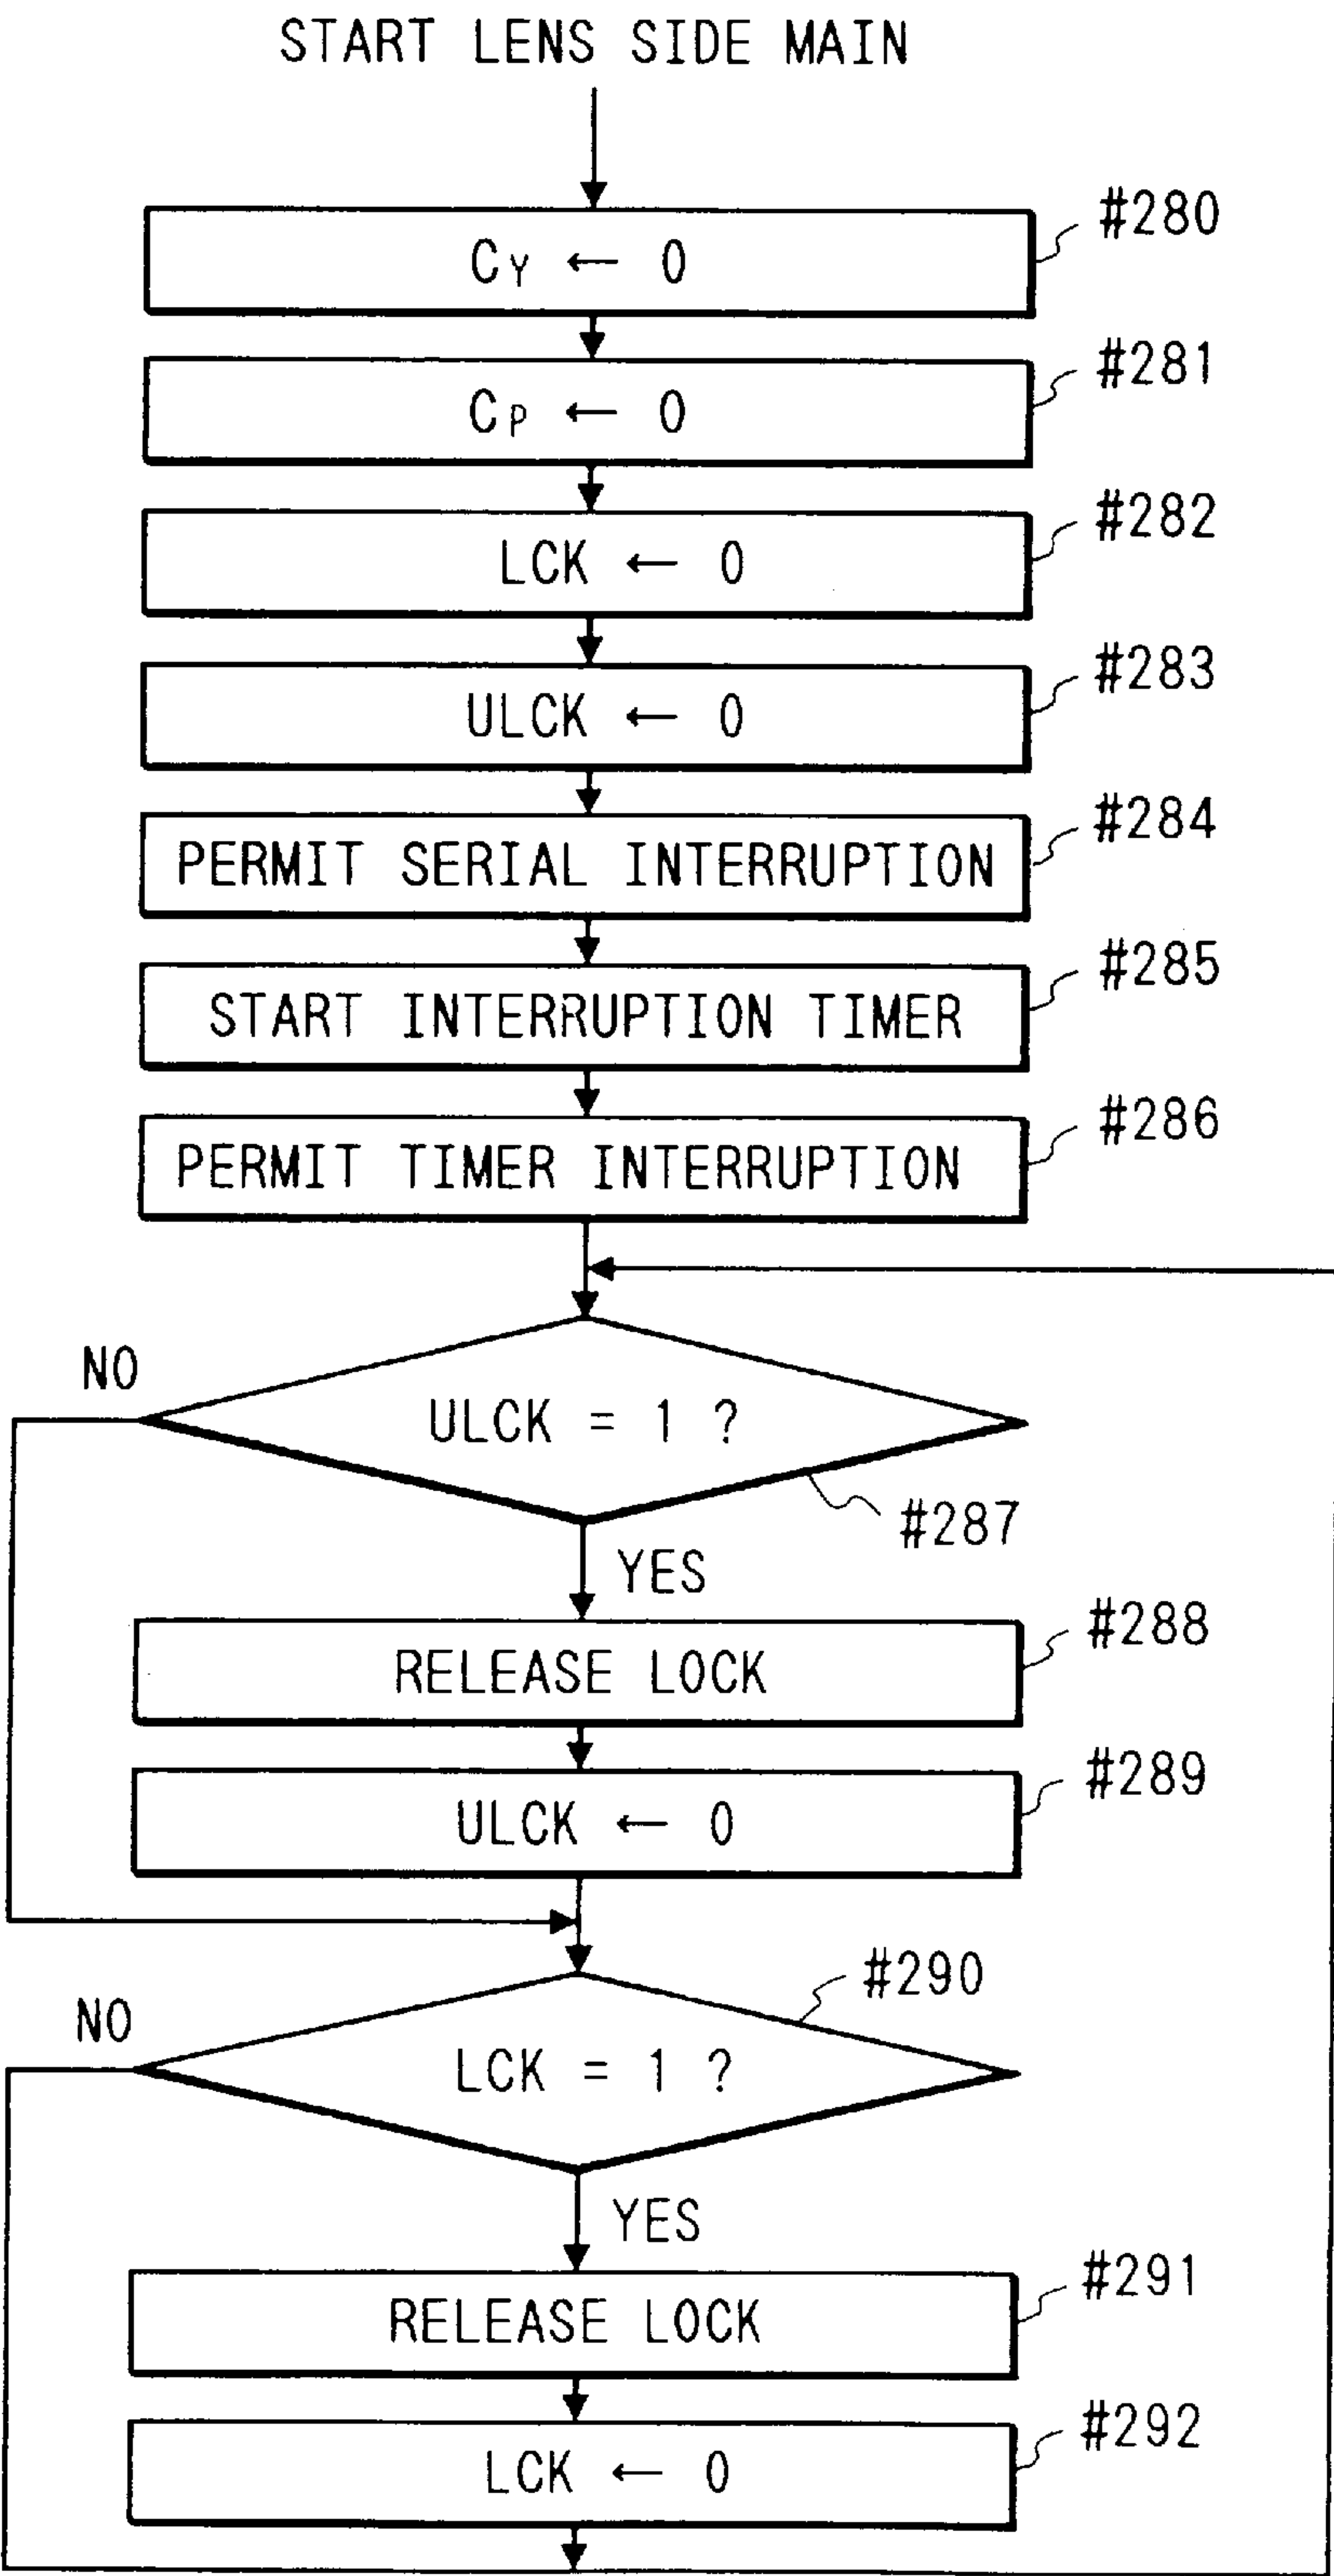 START LENS SIDE MAIN
#280
CY ← 0
#281
CP ← 0
#282
LCK ← 0
#283
ULCK ← 0
#284
PERMIT SERIAL INTERRUPTION
#285
START INTERRUPTION TIMER
#286
PERMIT TIMER INTERRUPTION
NO
ULCK = 1 ?
#287
YES
#288
RELEASE LOCK
#289
ULCK ← 0
#290
NO
LCK = 1 ?
YES
#291
RELEASE LOCK
#292
LCK ← 0